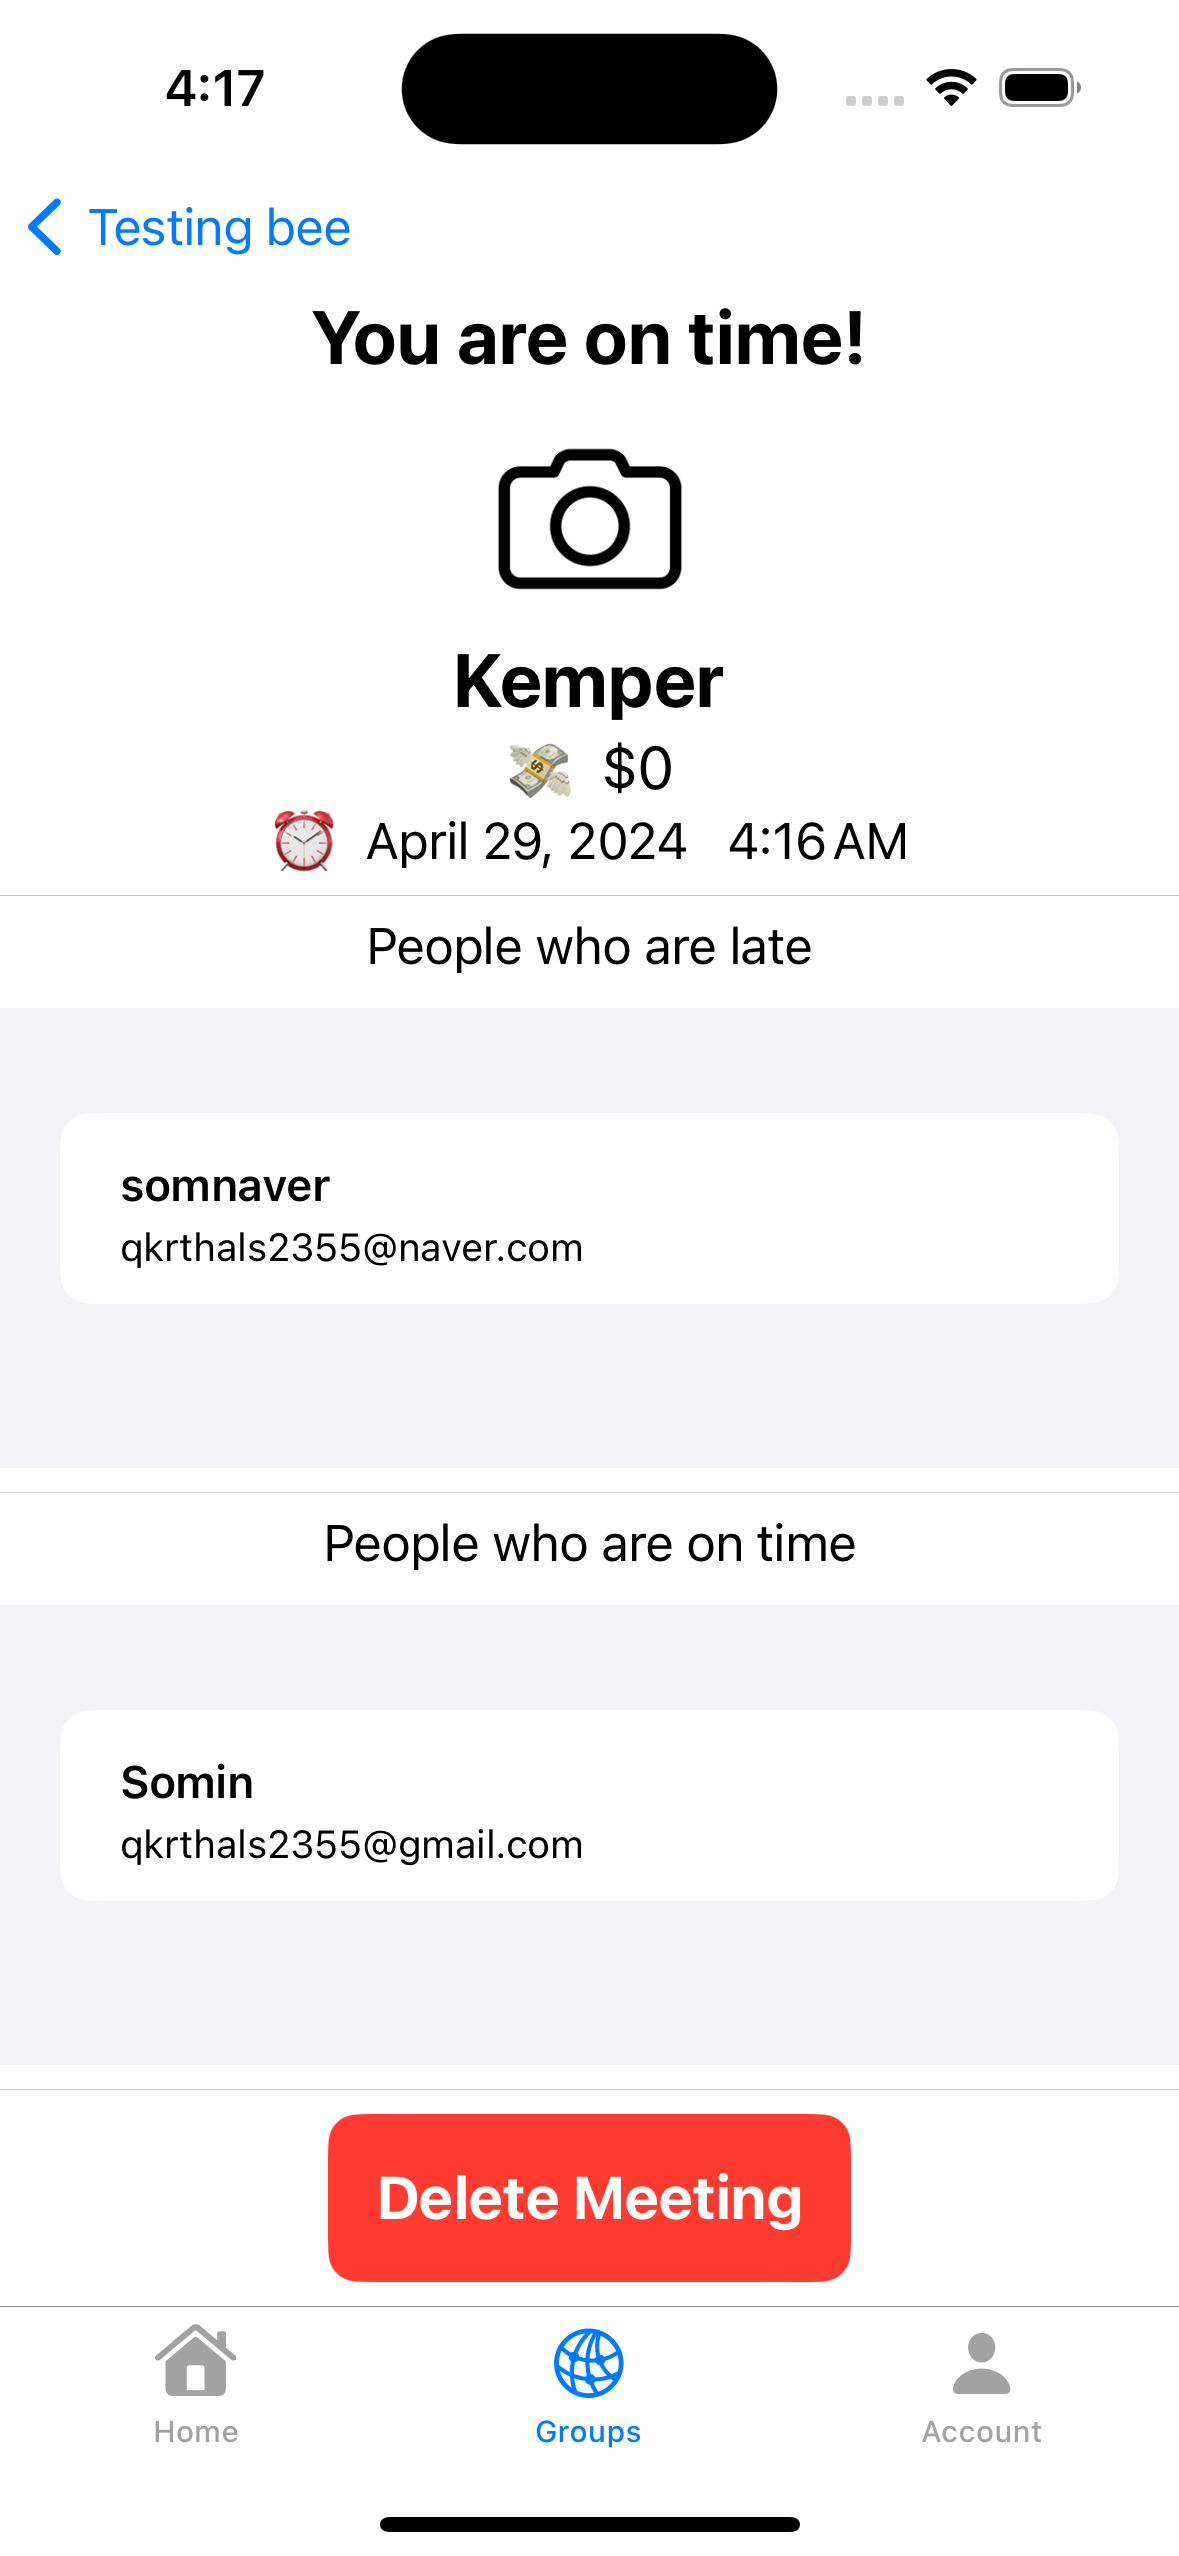 4:17
Testing bee
You are on time!
Kemper
💸 $0
⏰ April 29, 2024 4:16 AM
People who are late
somnaver
qkrthals2355@naver.com
People who are on time
Somin
qkrthals2355@gmail.com
Delete Meeting
Home Groups Account